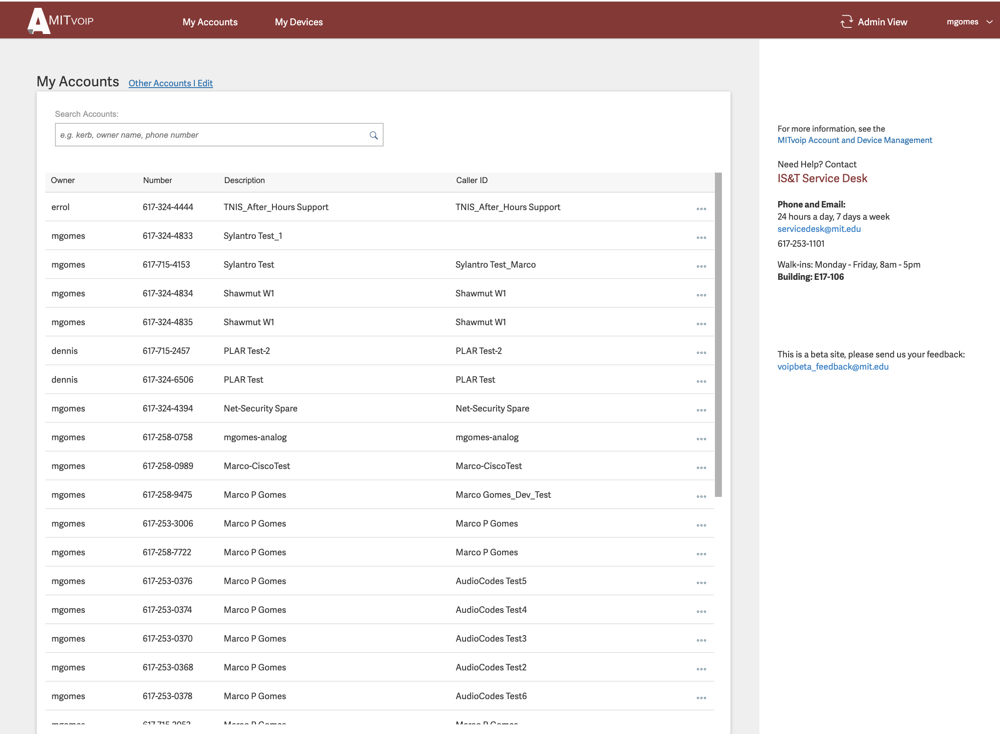 AMITVOIP My Accounts My Devices Admin View mgomes
My Accounts Other Accounts I Edit
Search Accounts:
e.g. kerb, owner name, phone number
Owner Number Description Caller ID
errol 617-324-4444 TNIS_After_Hours Support TNIS_After_Hours Support
mgomes 617-324-4833 Sylantro Test_1
mgomes 617-715-4153 Sylantro Test Sylantro Test_Marco
mgomes 617-324-4834 Shawmut W1 Shawmut W1
mgomes 617-324-4835 Shawmut W1 Shawmut W1
dennis 617-715-2457 PLAR Test-2 PLAR Test-2
dennis 617-324-6506 PLAR Test PLAR Test
mgomes 617-324-4394 Net-Security Spare Net-Security Spare
mgomes 617-258-0758 mgomes-analog mgomes-analog
mgomes 617-258-0989 Marco-CiscoTest Marco-CiscoTest
mgomes 617-258-9475 Marco P Gomes Marco Gomes_Dev_Test
mgomes 617-253-3006 Marco P Gomes Marco P Gomes
mgomes 617-258-7722 Marco P Gomes Marco P Gomes
mgomes 617-253-0376 Marco P Gomes AudioCodes Test5
mgomes 617-253-0374 Marco P Gomes AudioCodes Test4
mgomes 617-253-0370 Marco P Gomes AudioCodes Test3
mgomes 617-253-0368 Marco P Gomes AudioCodes Test2
mgomes 617-253-0378 Marco P Gomes AudioCodes Test6
For more information, see the
MITvoip Account and Device Management
Need Help? Contact
IS&T Service Desk
Phone and Email:
24 hours a day, 7 days a week
servicedesk@mit.edu
617-253-1101
Walk-ins: Monday - Friday, 8am - 5pm
Building: E17-106
This is a beta site, please send us your feedback:
voipbeta_feedback@mit.edu